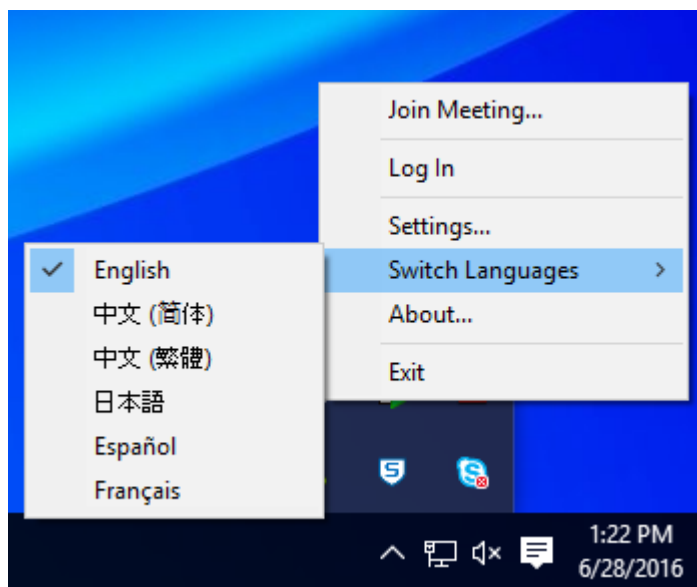 Join Meeting...
Log In
Settings...
Switch Languages
About...
Exit
English
中文 (简体)
中文 (繁體)
日本語
Español
Français
1:22 PM
6/28/2016